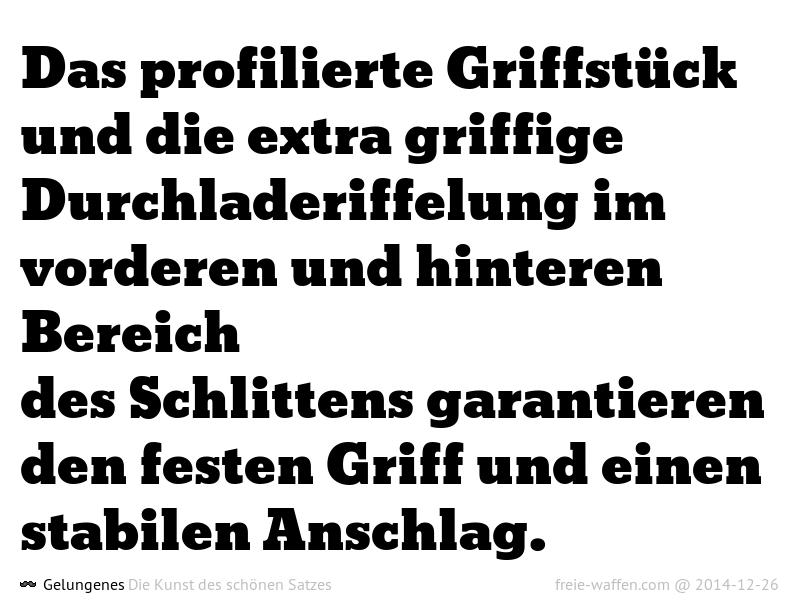 Das profilierte Griffstück
und die extra griffige
Durchladeriffelung im
vorderen und hinteren
Bereich
des Schlittens garantieren
den festen Griff und einen
stabilen Anschlag.
Gelungenes Die Kunst des schönen Satzes freie-waffen.com @ 2014-12-26